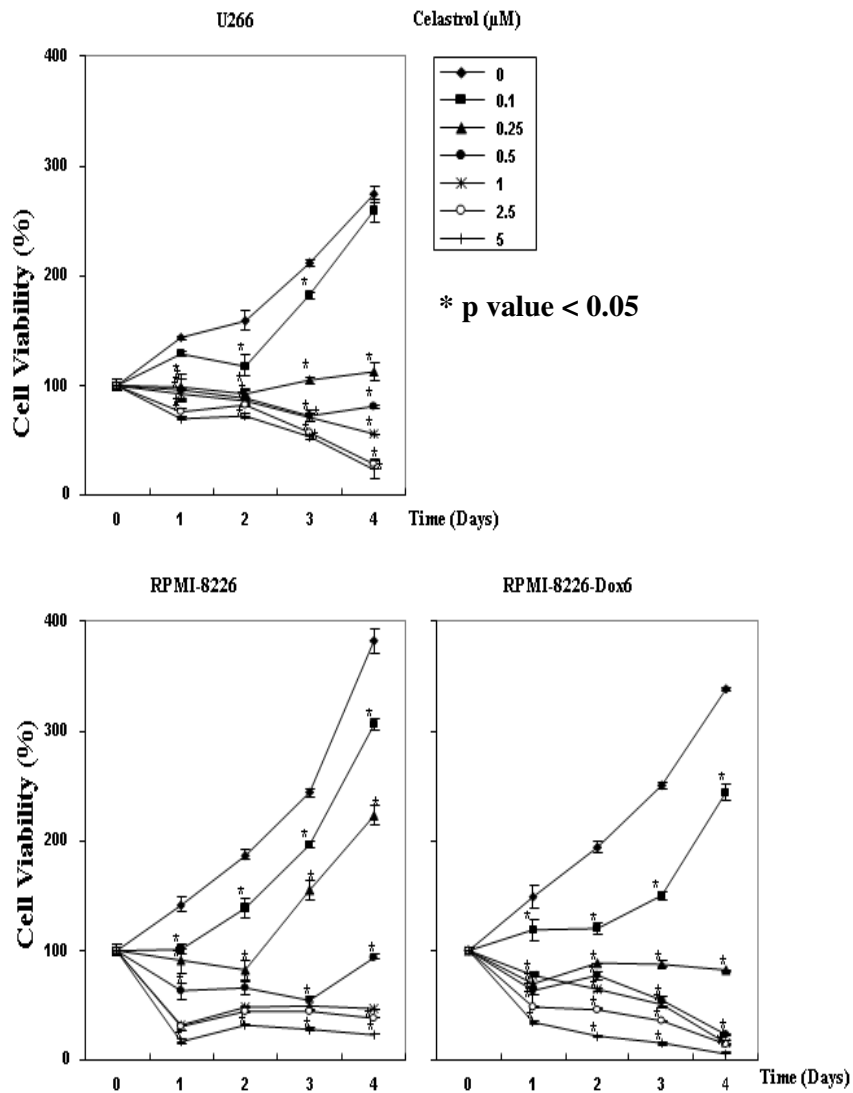 U266
Celastrol (µM)
400
300
200
100
0
Cell Viability (%)
0
0.1
0.25
0.5
1
2.5
5
* p value < 0.05
0 1 2 3 4 Time (Days)
RPMI-8226
RPMI-8226-Dox6
400
300
200
100
0
Cell Viability (%)
0 1 2 3 4
0 1 2 3 4 Time (Days)